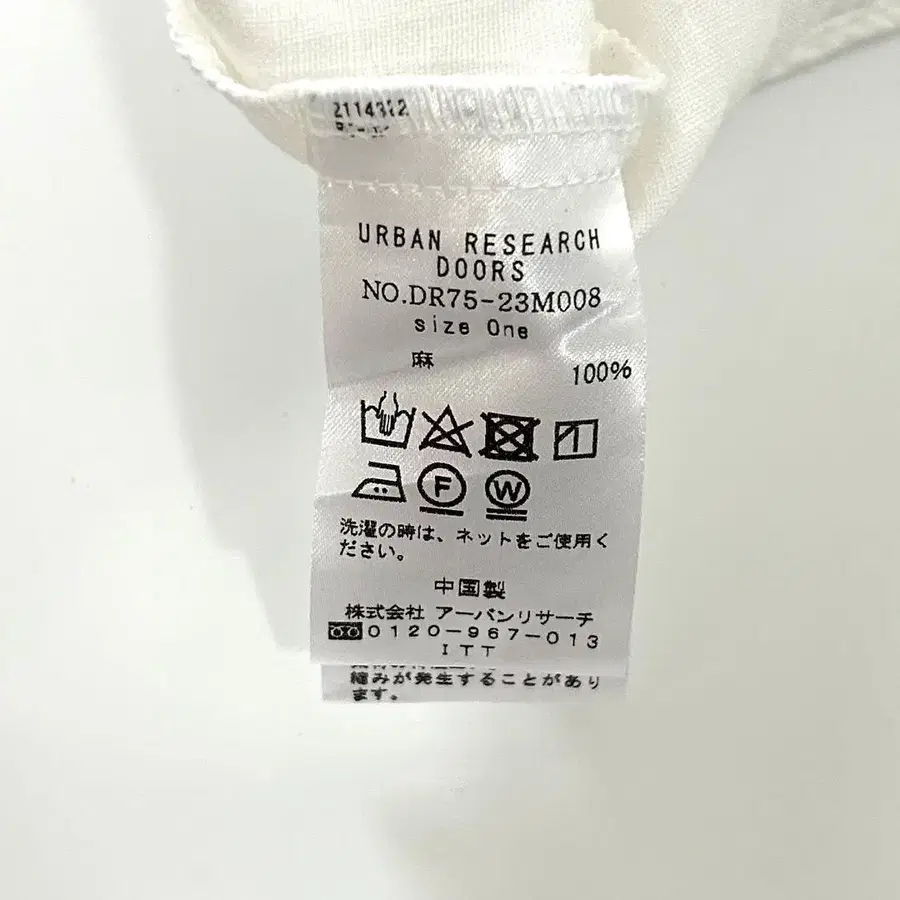 URBAN RESEARCH
DOORS
NO.DR75-23M008
size One
麻 100%
F W
洗濯の時は、ネットをご使用く
ださい。
中国製
株式会社 アーバンリサーチ
0120-967-013
ITT
縮みが発生することがあり
ます。